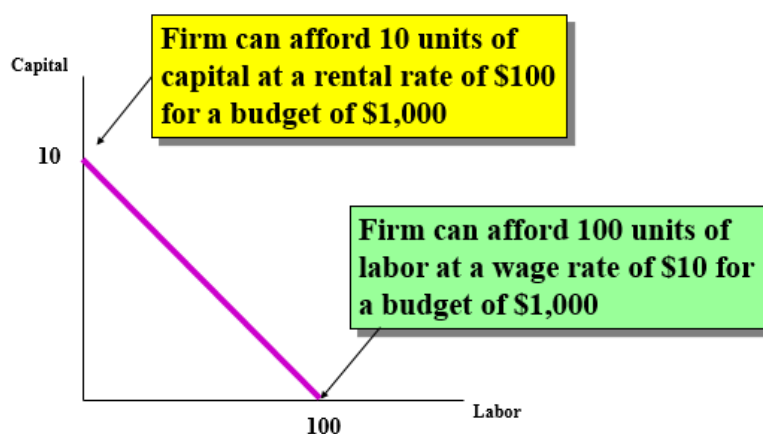 Firm can afford 10 units of
capital at a rental rate of $100
for a budget of $1,000
Capital
10
Firm can afford 100 units of
labor at a wage rate of $10 for
a budget of $1,000
100
Labor